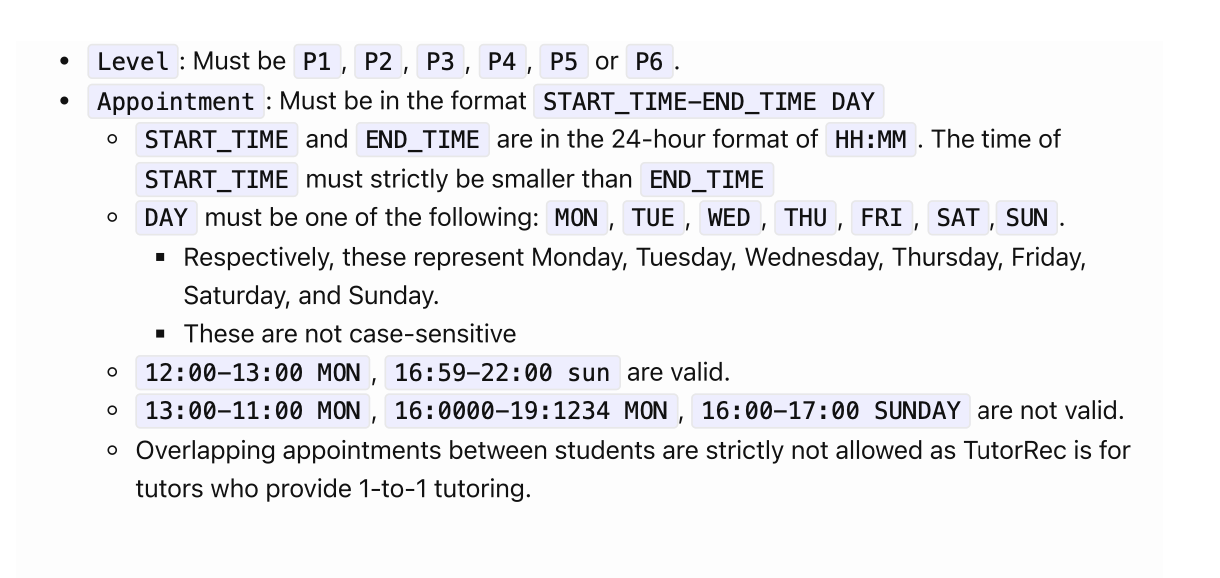 • Level: Must be P1, P2, P3, P4, P5 or P6.
• Appointment: Must be in the format START_TIME-END_TIME DAY
◦ START_TIME and END_TIME are in the 24-hour format of HH:MM. The time of
START_TIME must strictly be smaller than END_TIME
◦ DAY must be one of the following: MON, TUE, WED, THU, FRI, SAT,SUN.
▪ Respectively, these represent Monday, Tuesday, Wednesday, Thursday, Friday,
Saturday, and Sunday.
▪ These are not case-sensitive
◦ 12:00-13:00 MON, 16:59-22:00 sun are valid.
◦ 13:00-11:00 MON, 16:0000-19:1234 MON, 16:00-17:00 SUNDAY are not valid.
◦ Overlapping appointments between students are strictly not allowed as TutorRec is for
tutors who provide 1-to-1 tutoring.